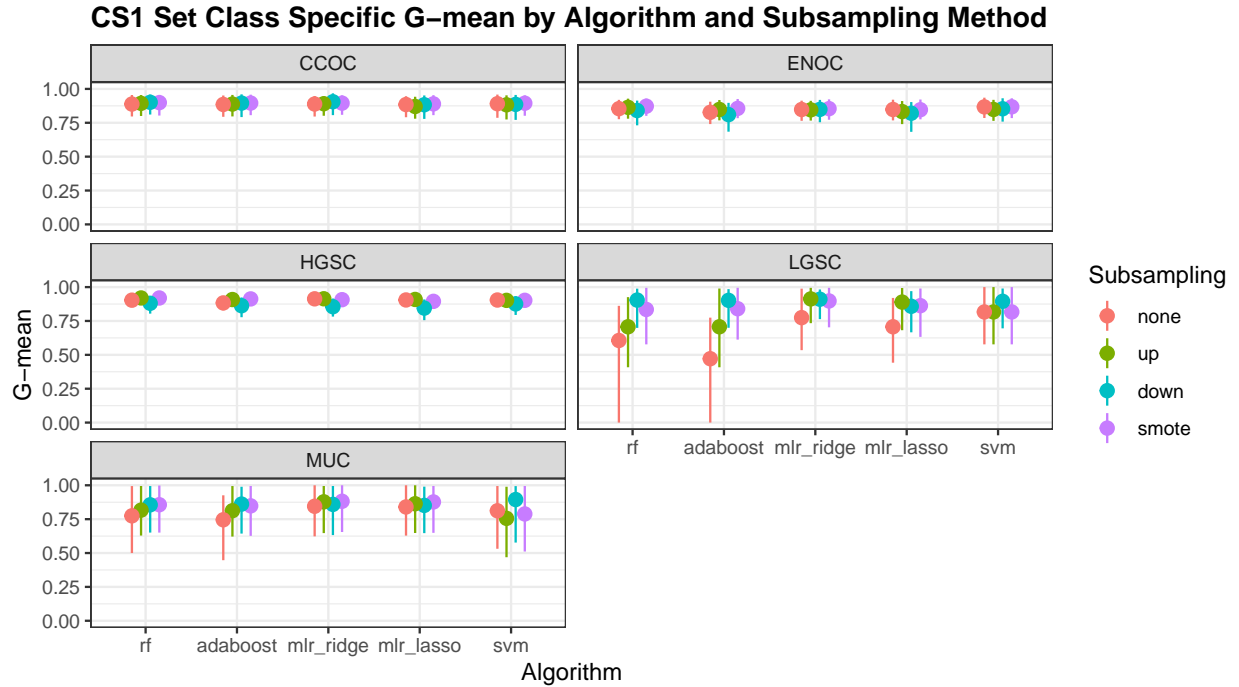 CS1 Set Class Specific G−mean by Algorithm and Subsampling Method
CCOC
ENOC
1.00
0.75
0.50
0.25
0.00
HGSC
LGSC
1.00
0.75
0.50
0.25
0.00
rf adaboost mlr_ridge mlr_lasso svm
MUC
1.00
0.75
0.50
0.25
0.00
rf adaboost mlr_ridge mlr_lasso svm
G−mean
Algorithm
Subsampling
none
up
down
smote